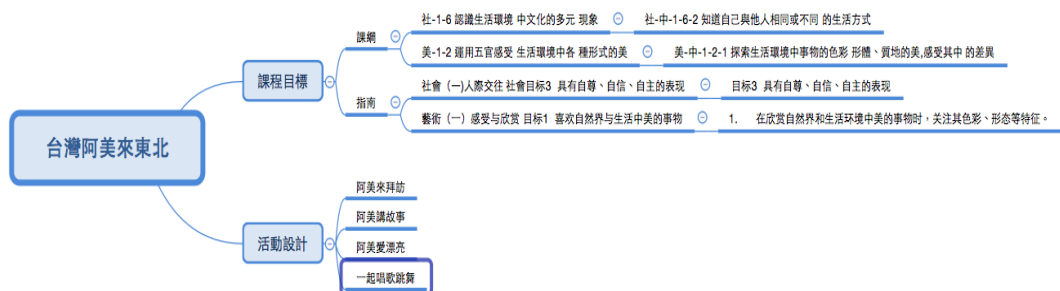 台灣阿美來東北
課程目標
課綱
社-1-6 認識生活環境 中文化的多元 現象
社-中-1-6-2 知道自己與他人相同或不同 的生活方式
美-1-2 運用五官感受 生活環境中各 種形式的美
美-中-1-2-1 探索生活環境中事物的色彩 形體、質地的美,感受其中 的差異
指南
社會（一)人際交往 社會目標3 具有自尊、自信、自主的表現
目标3 具有自尊、自信、自主的表现
藝術（一）感受与欣赏 目标1 喜欢自然界与生活中美的事物
1. 在欣赏自然界和生活环境中美的事物时，关注其色彩、形态等特征。
活動設計
阿美來拜訪
阿美講故事
阿美愛漂亮
一起唱歌跳舞